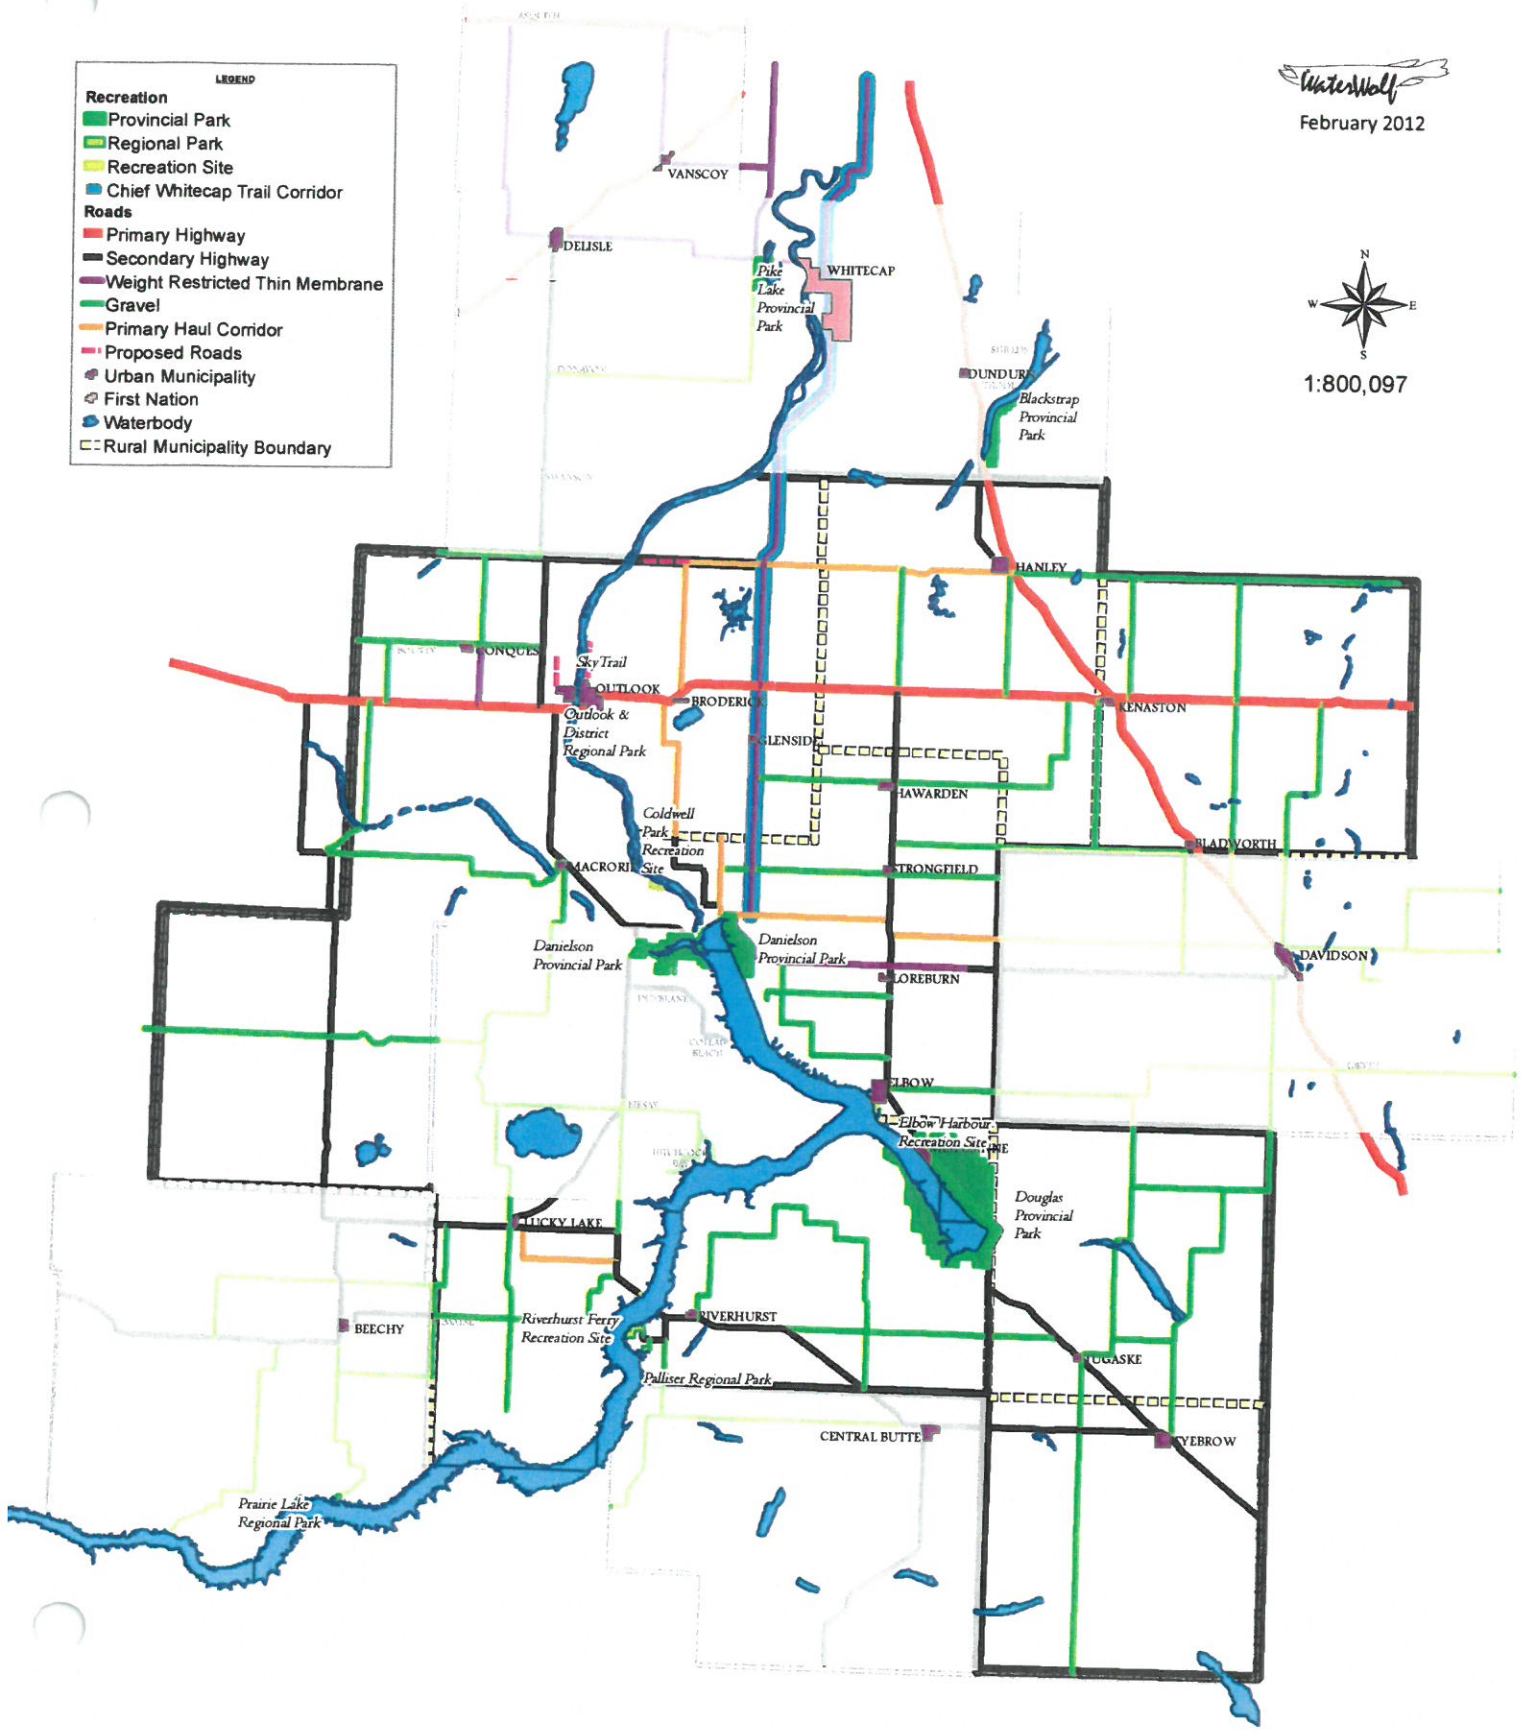 LEGEND
Recreation
Provincial Park
Regional Park
Recreation Site
Chief Whitecap Trail Corridor
Roads
Primary Highway
Secondary Highway
Weight Restricted Thin Membrane
Gravel
Primary Haul Corridor
Proposed Roads
Urban Municipality
First Nation
Waterbody
Rural Municipality Boundary
WaterWolf
February 2012
N
W
E
S
1:800,097
VANSCOY
DELISLE
WHITECAP
Pike
Lake
Provincial
Park
DUNDURN
Blackstrap
Provincial
Park
HANLEY
CONQUES
SkyTrail
OUTLOOK
BRODERICK
KENASTON
Outlook &
District
Regional Park
GLENSIDE
HAWARDEN
Coldwell
Park
Recreation
Site
BLADWORTH
MACRORIE
STRONGFIELD
Danielson
Provincial Park
Danielson
Provincial Park
DAVIDSON
LOREBURN
ELBOW
Elbow Harbour
Recreation Site
Douglas
Provincial
Park
LUCKY LAKE
Riverhurst Ferry
Recreation Site
RIVERHURST
BEECHY
TUGASKE
Palliser Regional Park
CENTRAL BUTTE
EYEBROW
Prairie Lake
Regional Park